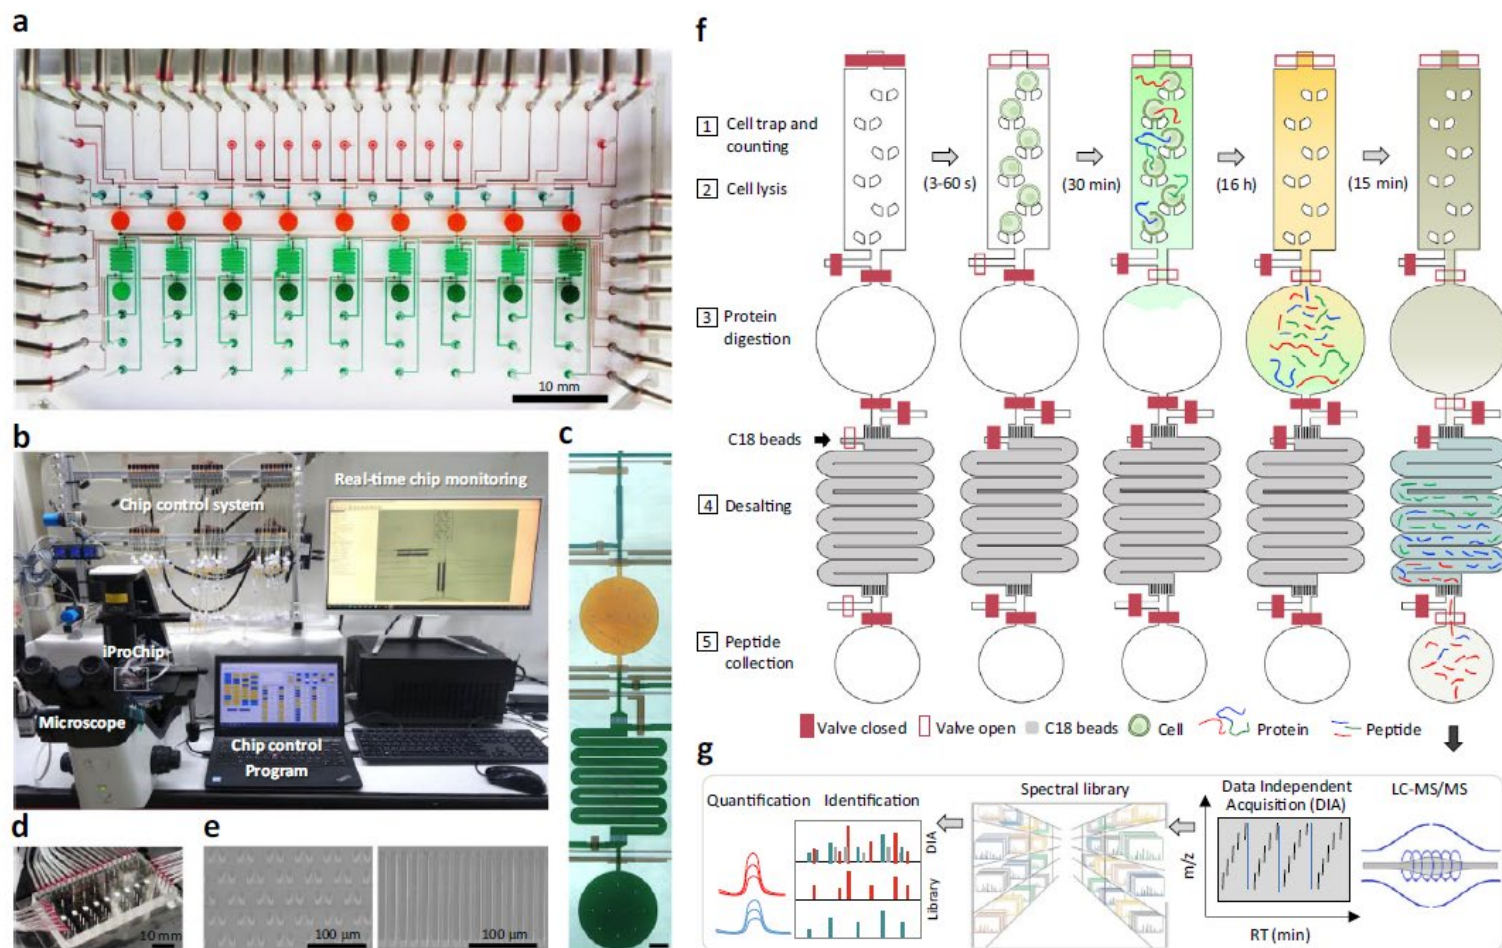 a
10 mm
b
Chip control system
Real-time chip monitoring
iProChip
Microscope
Chip control
Program
c
d
10 mm
e
100 μm
100 μm
f
1 Cell trap and
counting
2 Cell lysis
(3-60 s)
(30 min)
(16 h)
(15 min)
3 Protein
digestion
C18 beads
4 Desalting
5 Peptide
collection
Valve closed
Valve open
C18 beads
Cell
Protein
Peptide
g
Quantification
Identification
DIA
Library
Spectral library
Data Independent
Acquisition (DIA)
m/z
RT (min)
LC-MS/MS